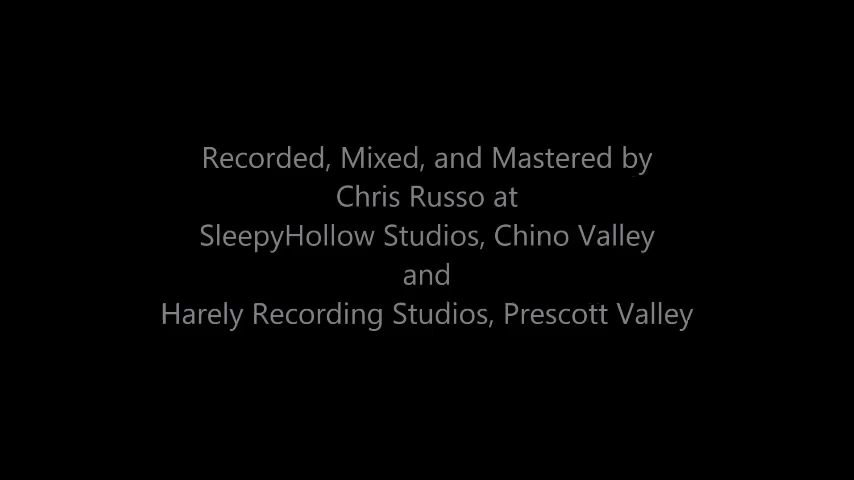 Recorded, Mixed, and Mastered by
Chris Russo at
SleepyHollow Studios, Chino Valley
and
Harely Recording Studios, Prescott Valley